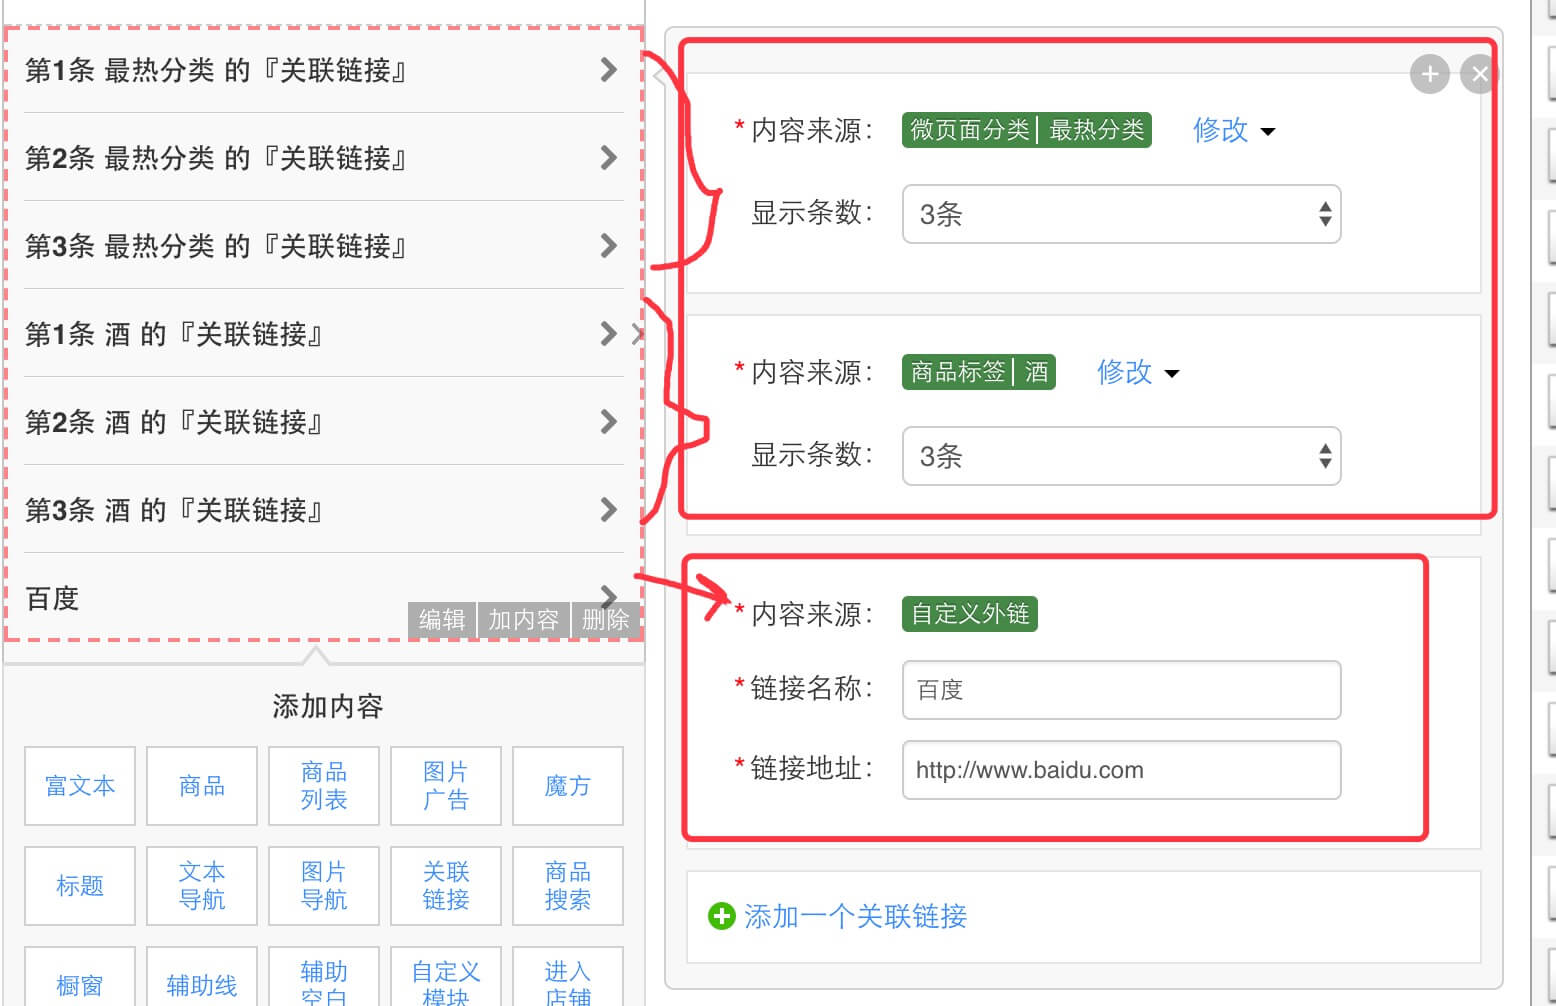 第1条 最热分类 的『关联链接』
第2条 最热分类 的『关联链接』
第3条 最热分类 的『关联链接』
第1条 酒 的『关联链接』
第2条 酒 的『关联链接』
第3条 酒 的『关联链接』
百度
编辑 加内容 删除
添加内容
富文本
商品
商品
列表
图片
广告
魔方
标题
文本
导航
图片
导航
关联
链接
商品
搜索
橱窗
辅助线
辅助
空白
自定义
模块
进入
店铺
*内容来源： 微页面分类| 最热分类 修改
显示条数： 3条
*内容来源： 商品标签| 酒 修改
显示条数： 3条
*内容来源： 自定义外链
*链接名称： 百度
*链接地址： http://www.baidu.com
添加一个关联链接